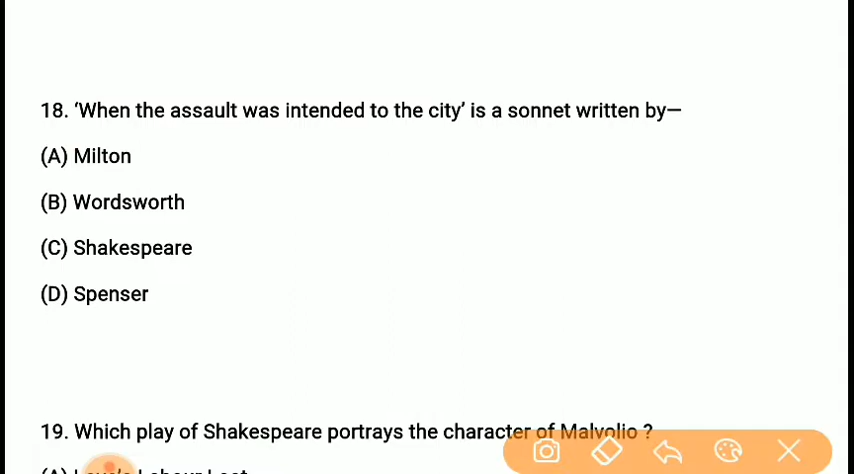 18. ‘When the assault was intended to the city’ is a sonnet written by—
(A) Milton
(B) Wordsworth
(C) Shakespeare
(D) Spenser
19. Which play of Shakespeare portrays the character of Malvolio ?